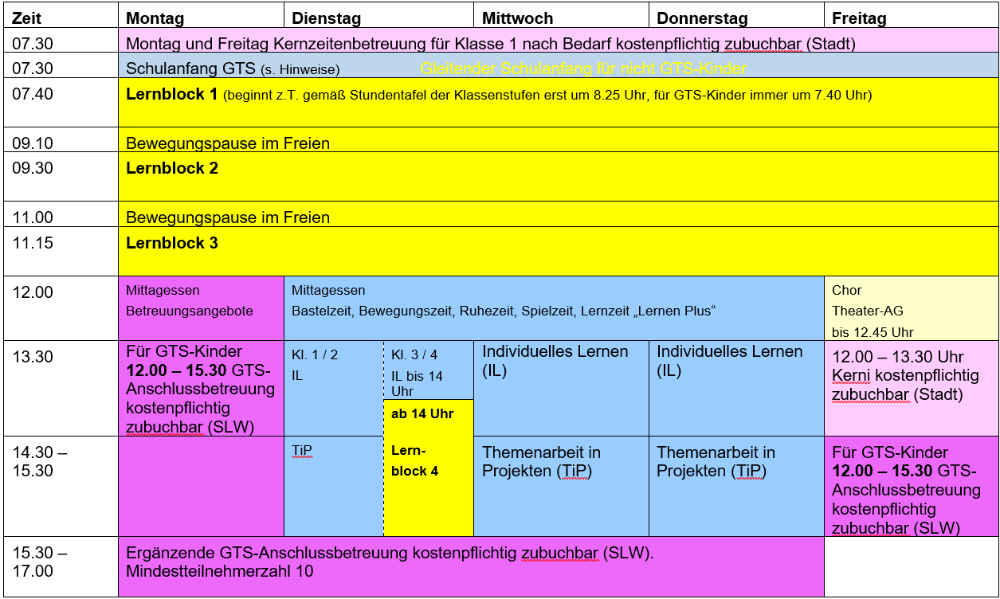 Zeit Montag Dienstag Mittwoch Donnerstag Freitag
07.30 Montag und Freitag Kernzeitenbetreuung für Klasse 1 nach Bedarf kostenpflichtig zubuchbar (Stadt)
07.30 Schulanfang GTS (s. Hinweise) Gleitender Schulanfang für nicht GTS-Kinder
07.40 Lernblock 1 (beginnt z.T. gemäß Stundentafel der Klassenstufen erst um 8.25 Uhr, für GTS-Kinder immer um 7.40 Uhr)
09.10 Bewegungspause im Freien
09.30 Lernblock 2
11.00 Bewegungspause im Freien
11.15 Lernblock 3
12.00
Mittagessen
Betreuungsangebote
Mittagessen
Bastelzeit, Bewegungszeit, Ruhezeit, Spielzeit, Lernzeit „Lernen Plus“
Chor
Theater-AG
bis 12.45 Uhr
13.30
Für GTS-Kinder
12.00 – 15.30 GTS-
Anschlussbetreuung
kostenpflichtig
zubuchbar (SLW)
Kl. 1 / 2
IL
Kl. 3 / 4
IL bis 14
Uhr
ab 14 Uhr
Lern-
block 4
Individuelles Lernen
(IL)
Individuelles Lernen
(IL)
12.00 – 13.30 Uhr
Kerni kostenpflichtig
zubuchbar (Stadt)
14.30 –
15.30
TiP
Themenarbeit in
Projekten (TiP)
Themenarbeit in
Projekten (TiP)
Für GTS-Kinder
12.00 – 15.30 GTS-
Anschlussbetreuung
kostenpflichtig
zubuchbar (SLW)
15.30 –
17.00
Ergänzende GTS-Anschlussbetreuung kostenpflichtig zubuchbar (SLW).
Mindestteilnehmerzahl 10